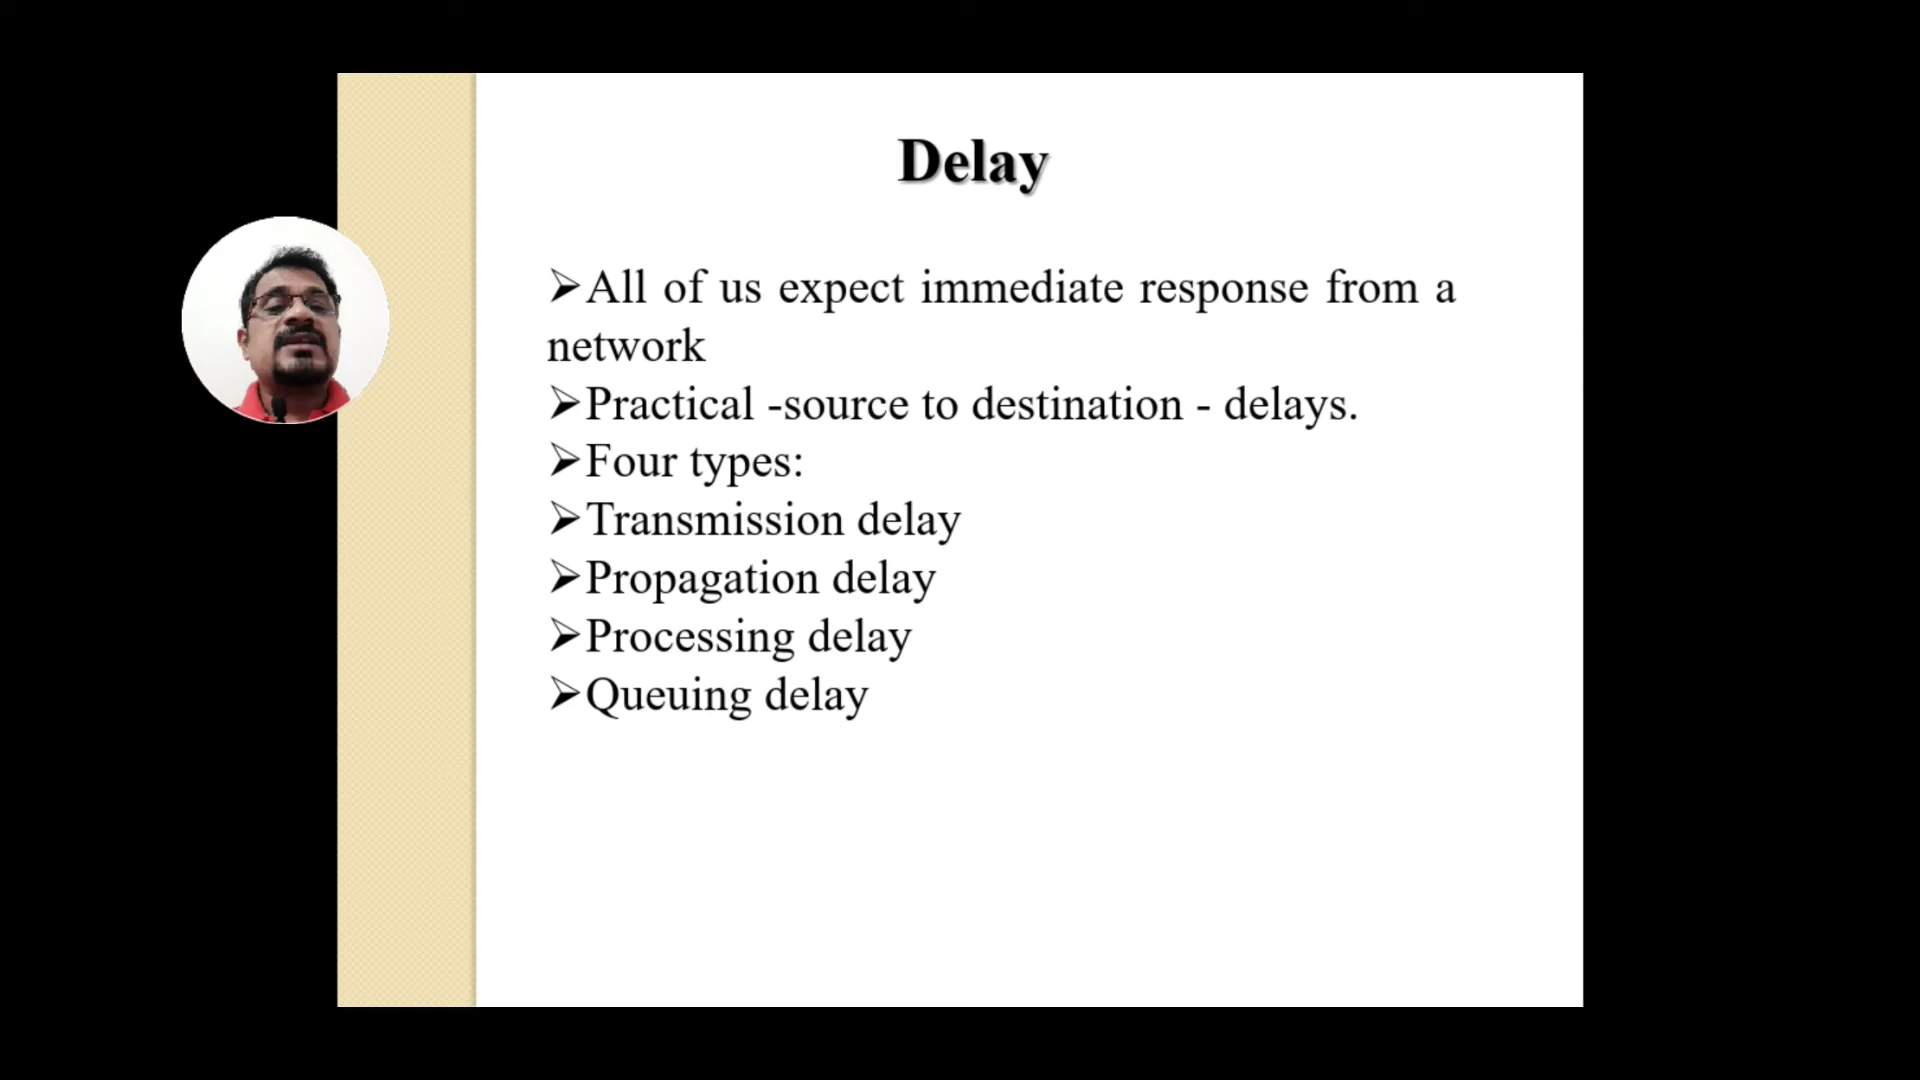 Delay
➢All of us expect immediate response from a
network
➢Practical -source to destination - delays.
➢Four types:
➢Transmission delay
➢Propagation delay
➢Processing delay
➢Queuing delay